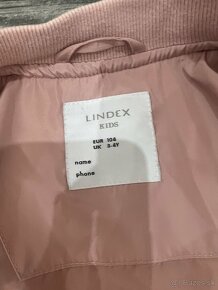 LINDEX
KIDS
EUR 104
UK 3-4Y
name
phone